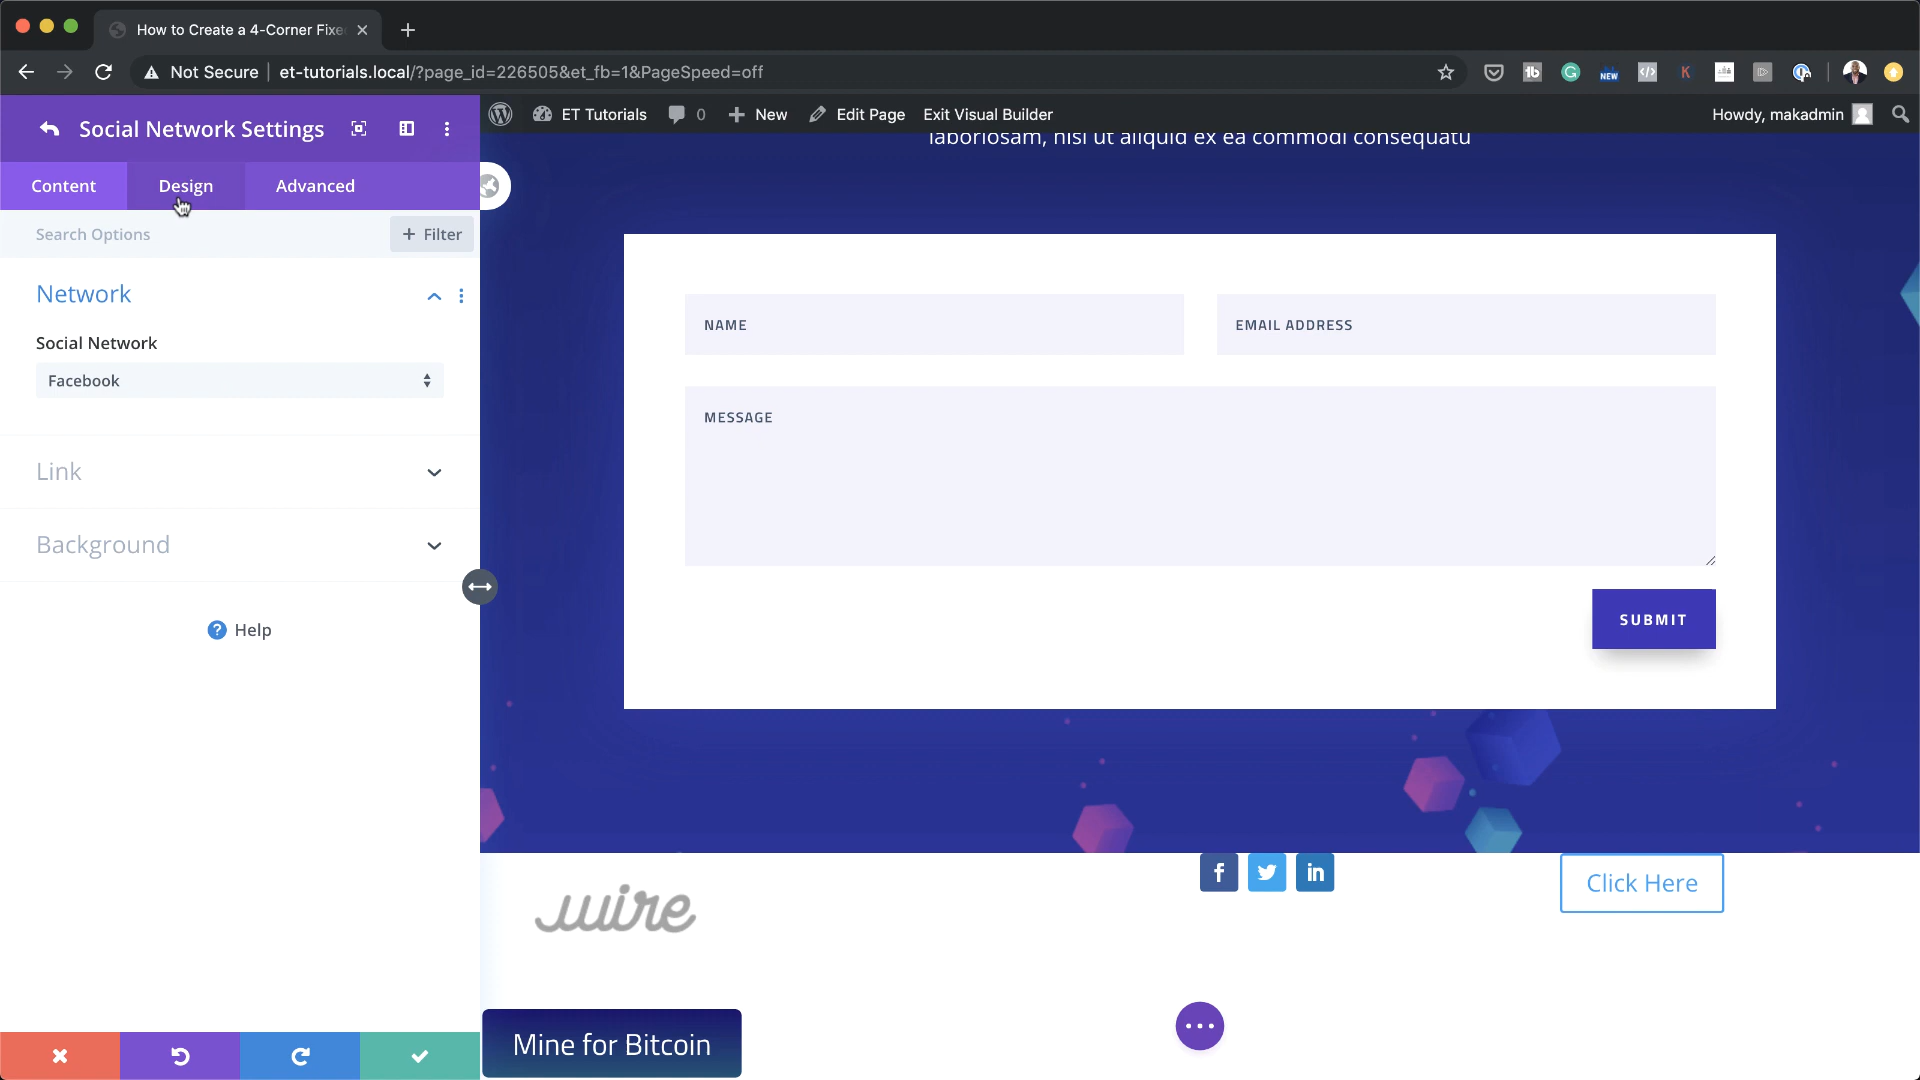 How to Create a 4-Corner Fixe
Not Secure
et-tutorials.local/?page_id=226505&et_fb=1&PageSpeed=off
Social Network Settings
ET Tutorials
0
New
Edit Page
Exit Visual Builder
Howdy, makadmin
laboriosam, nisi ut aliquid ex ea commodi consequatu
Content
Design
Advanced
Search Options
+ Filter
Network
Social Network
Facebook
Link
Background
Help
NAME
EMAIL ADDRESS
MESSAGE
SUBMIT
wire
Click Here
Mine for Bitcoin